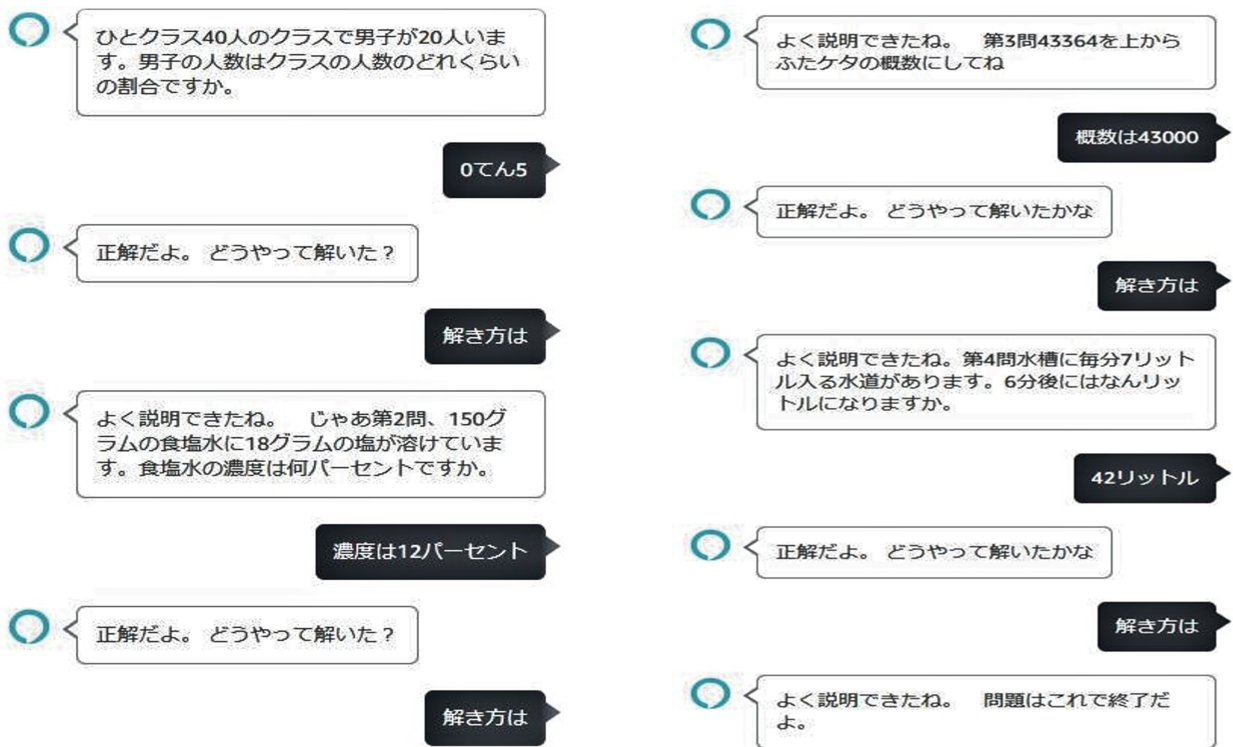 ひとクラス40人のクラスで男子が20人いま
す。男子の人数はクラスの人数のどれくらい
の割合ですか。
0てん5
正解だよ。 どうやって解いた？
解き方は
よく説明できたね。　じゃあ第2問、150グ
ラムの食塩水に18グラムの塩が溶けていま
す。食塩水の濃度は何パーセントですか。
濃度は12パーセント
正解だよ。 どうやって解いた？
解き方は
よく説明できたね。　第3問43364を上から
ふたケタの概数にしてね
概数は43000
正解だよ。 どうやって解いたかな
解き方は
よく説明できたね。第4問水槽に毎分7リット
ル入る水道があります。6分後にはなんリッ
トルになりますか。
42リットル
正解だよ。 どうやって解いたかな
解き方は
よく説明できたね。　問題はこれで終了だ
よ。